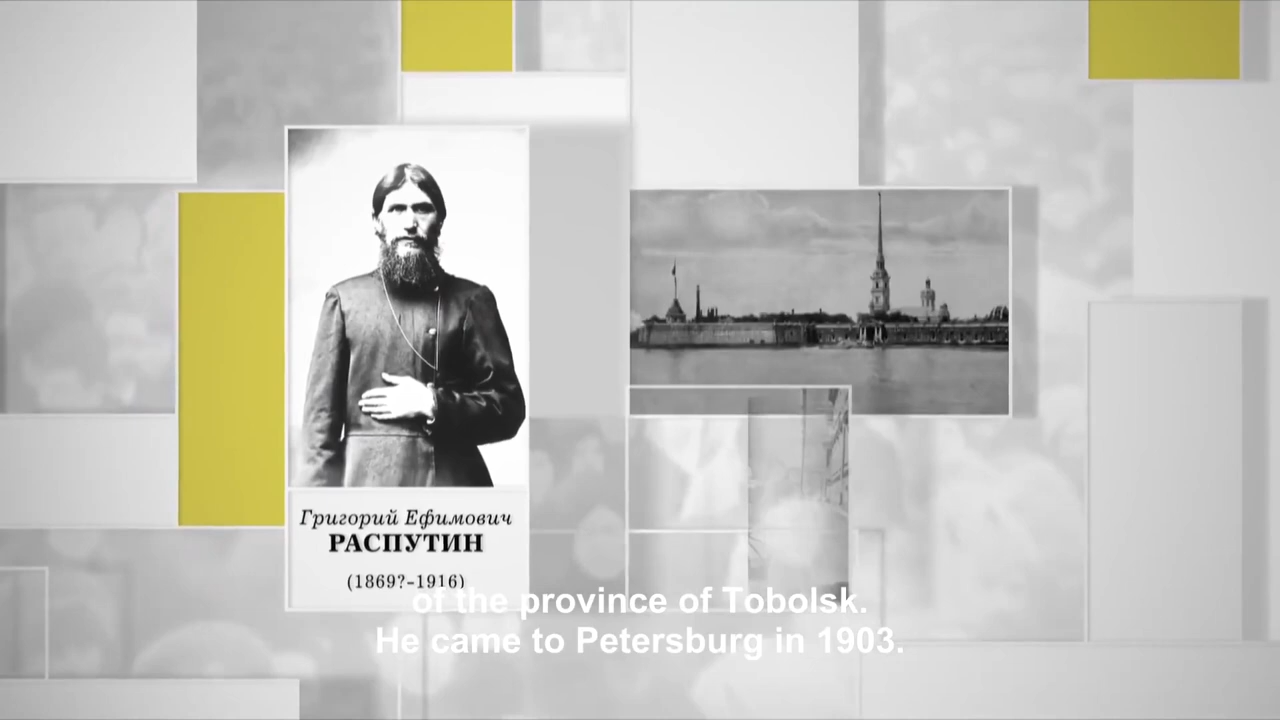 Григорий Ефимович
РАСПУТИН
(1869?–1916)
of the province of Tobolsk.
He came to Petersburg in 1903.